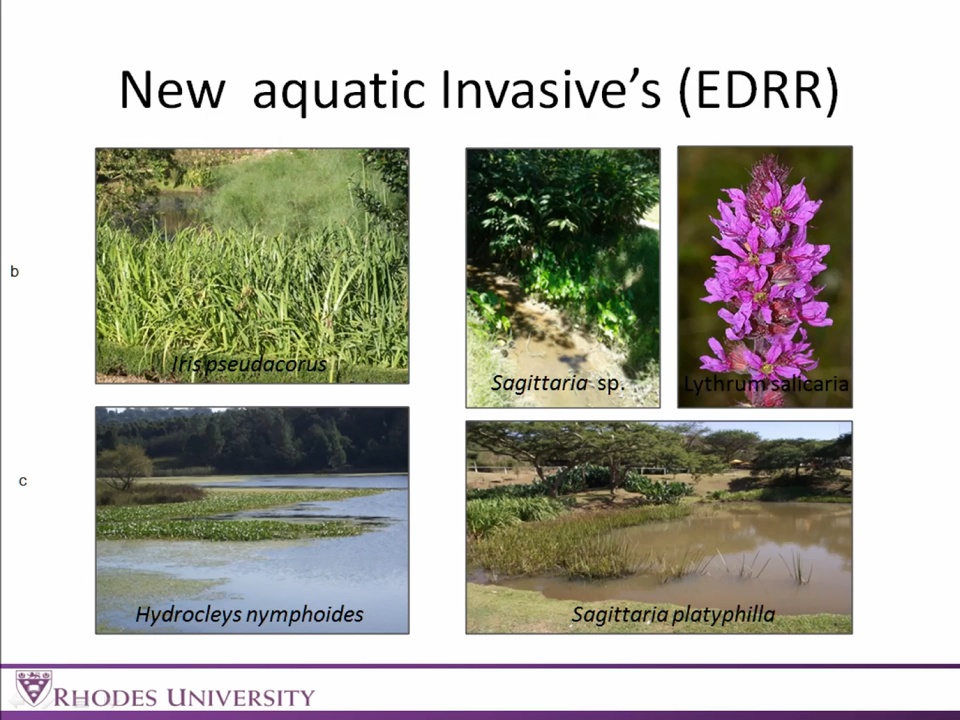 New aquatic Invasive's (EDRR)
b
Iris pseudacorus
Sagittaria sp.
Lythrum salicaria
c
Hydrocleys nymphoides
Sagittaria platyphilla
RHODES UNIVERSITY